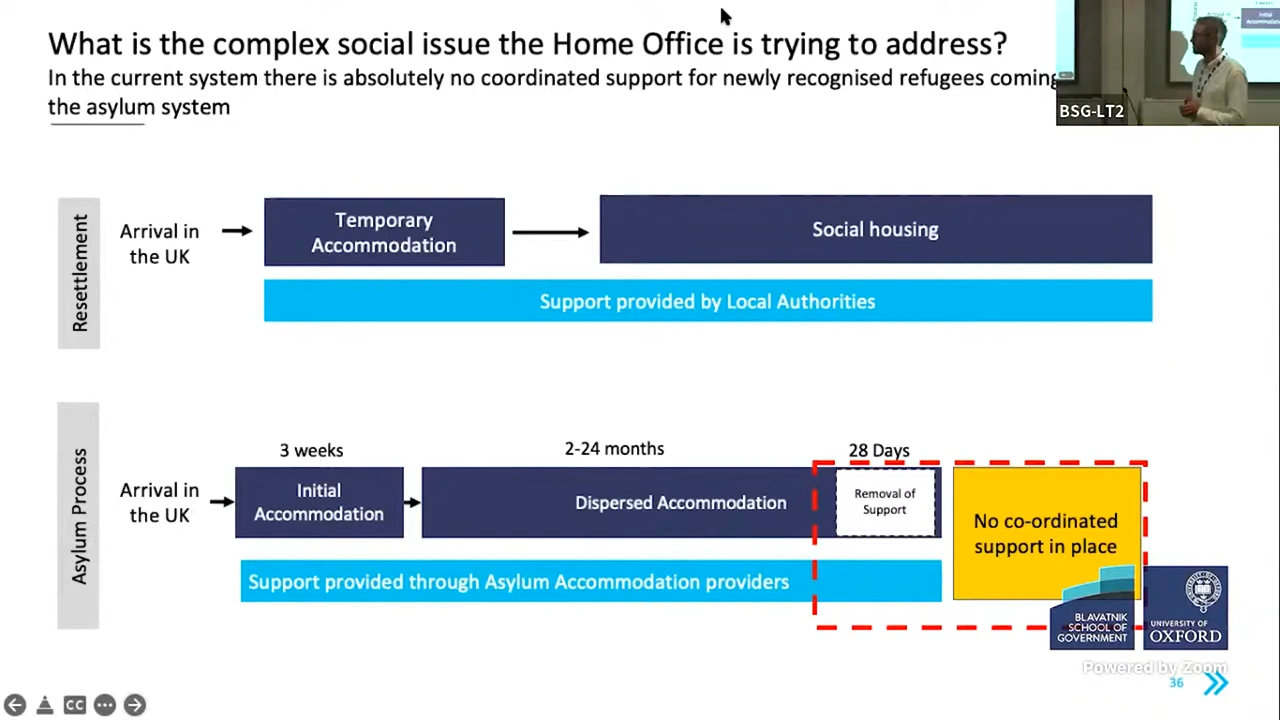 What is the complex social issue the Home Office is trying to address?
In the current system there is absolutely no coordinated support for newly recognised refugees coming
the asylum system
BSG-LT2
Resettlement
Arrival in
the UK
Temporary
Accommodation
Social housing
Support provided by Local Authorities
Asylum Process
3 weeks
2-24 months
28 Days
Arrival in
the UK
Initial
Accommodation
Dispersed Accommodation
Removal of
Support
No co-ordinated
support in place
Support provided through Asylum Accommodation providers
BLAVATNIK
SCHOOL OF
GOVERNMENT
UNIVERSITY OF
OXFORD
Powered by Zoom
36
CC